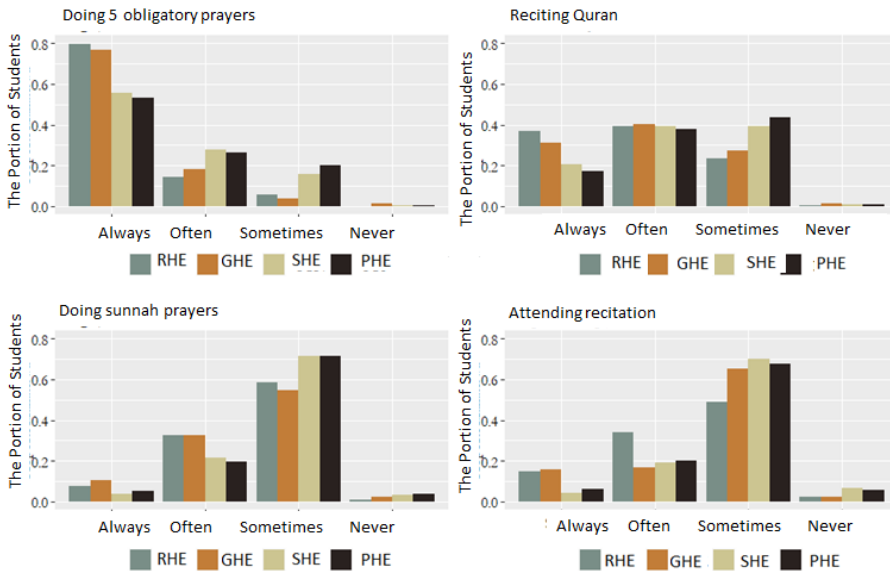 Doing 5 obligatory prayers
The Portion of Students
0.8
0.6
0.4
0.2
0.0
Always Often Sometimes Never
RHE GHE SHE PHE
Reciting Quran
The Portion of Students
0.8
0.6
0.4
0.2
0.0
Always Often Sometimes Never
RHE GHE SHE PHE
Doing sunnah prayers
The Portion of Students
0.8
0.6
0.4
0.2
0.0
Always Often Sometimes Never
RHE GHE SHE PHE
Attending recitation
The Portion of Students
0.8
0.6
0.4
0.2
0.0
Always Often Sometimes Never
RHE GHE SHE PHE